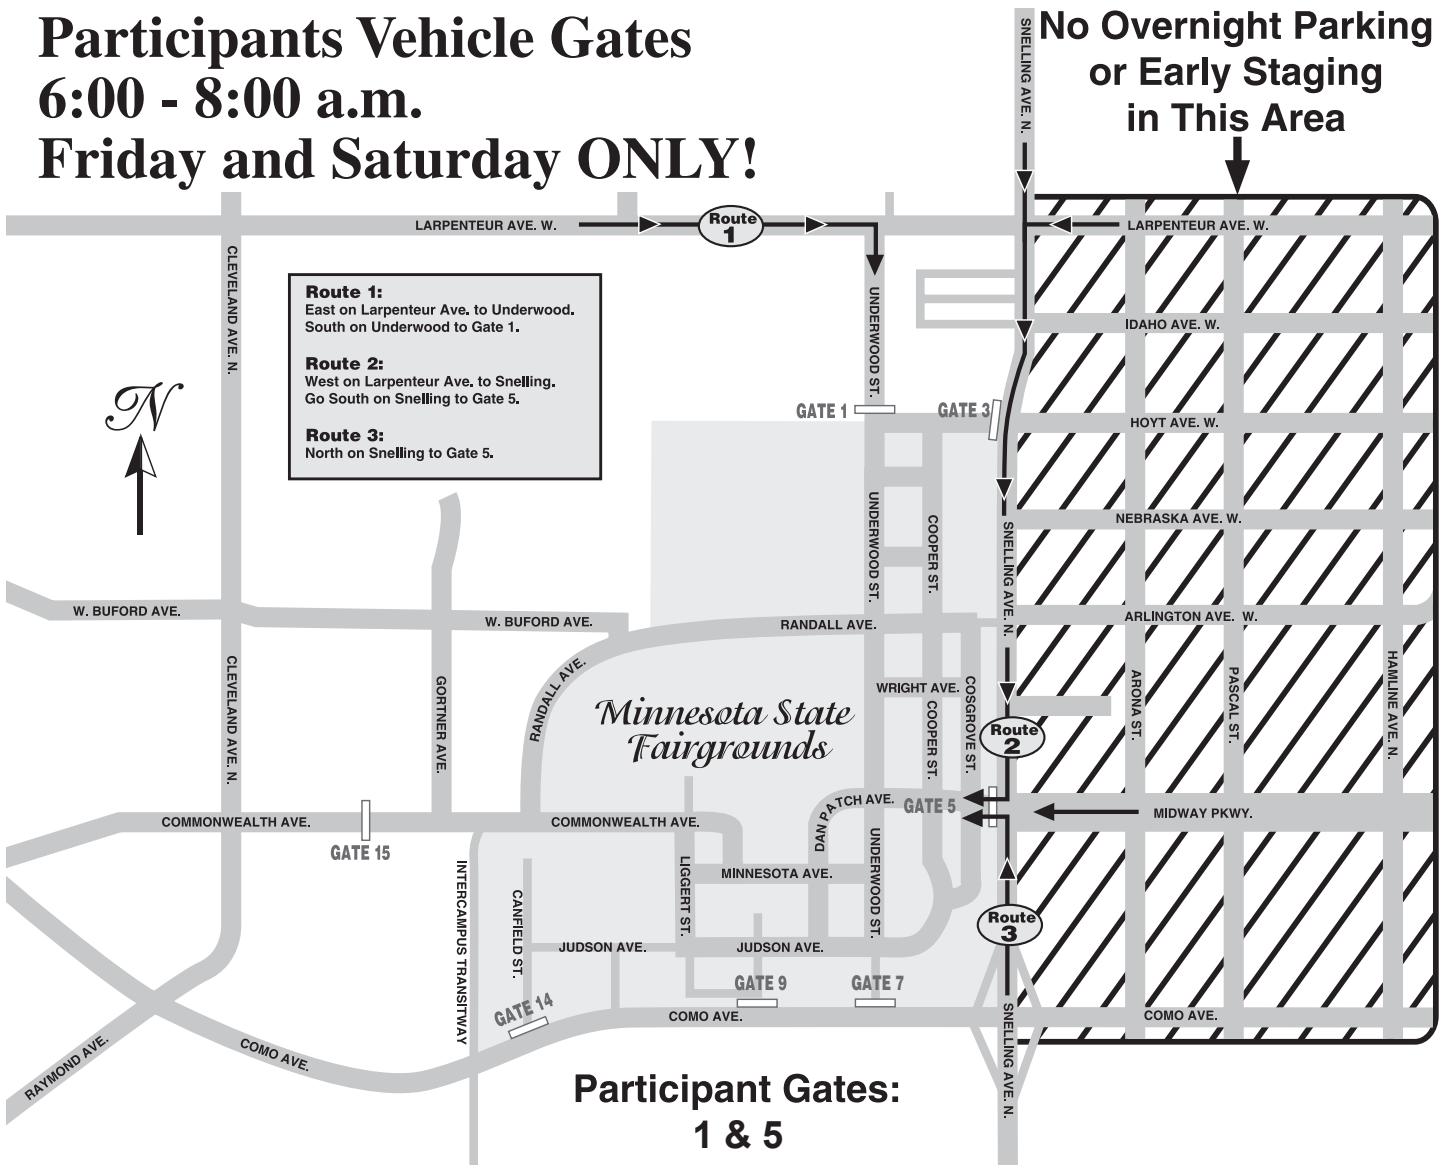 Participants Vehicle Gates
6:00 - 8:00 a.m.
Friday and Saturday ONLY!
No Overnight Parking
or Early Staging
in This Area
SNELLING AVE. N.
LARPENTEUR AVE. W.
Route
1
LARPENTEUR AVE. W.
CLEVELAND AVE. N.
Route 1:
East on Larpenteur Ave. to Underwood.
South on Underwood to Gate 1.
Route 2:
West on Larpenteur Ave. to Snelling.
Go South on Snelling to Gate 5.
Route 3:
North on Snelling to Gate 5.
N
UNDERWOOD ST.
IDAHO AVE. W.
GATE 1
GATE 3
HOYT AVE. W.
UNDERWOOD ST.
COOPER ST.
SNELLING AVE. N.
NEBRASKA AVE. W.
W. BUFORD AVE.
W. BUFORD AVE.
RANDALL AVE.
ARLINGTON AVE. W.
CLEVELAND AVE. N.
GORTNER AVE.
RANDALL AVE.
Minnesota State
Fairgrounds
WRIGHT AVE.
COOPER ST.
COSGROVE ST.
ARONA ST.
PASCAL ST.
HAMLINE AVE. N.
Route
2
DAN PATCH AVE.
GATE 5
MIDWAY PKWY.
COMMONWEALTH AVE.
COMMONWEALTH AVE.
GATE 15
INTERCAMPUS TRANSITWAY
CANFIELD ST.
LIGGERT ST.
MINNESOTA AVE.
UNDERWOOD ST.
Route
3
JUDSON AVE.
JUDSON AVE.
GATE 9
GATE 7
GATE 14
COMO AVE.
COMO AVE.
SNELLING AVE. N.
RAYMOND AVE.
COMO AVE.
Participant Gates:
1 & 5